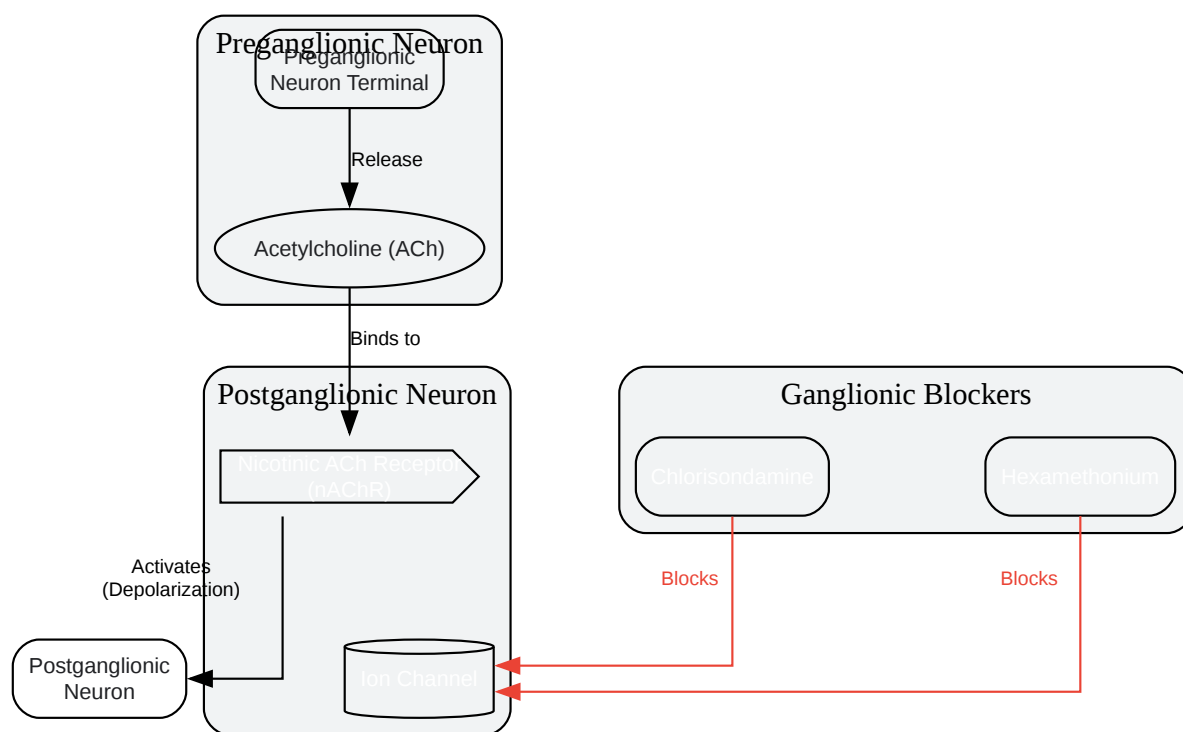 Preganglionic Neuron
Preganglionic
Neuron Terminal
Release
Acetylcholine (ACh)
Binds to
Postganglionic Neuron
Nicotinic ACh Receptor
(nAChR)
Activates
(Depolarization)
Postganglionic
Neuron
Ion Channel
Ganglionic Blockers
Chlorisondamine
Hexamethonium
Blocks
Blocks